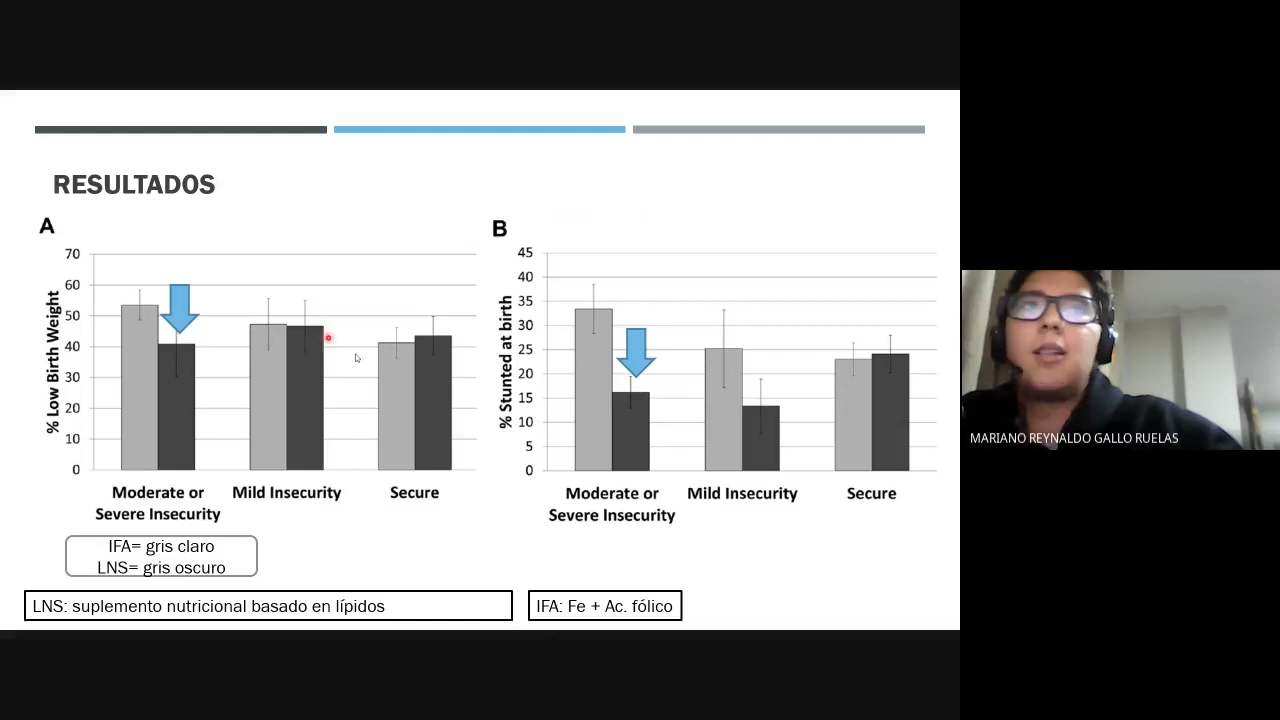 RESULTADOS
A
% Low Birth Weight
70
60
50
40
30
20
10
0
Moderate or
Severe Insecurity
Mild Insecurity
Secure
B
% Stunted at birth
45
40
35
30
25
20
15
10
5
0
Moderate or
Severe Insecurity
Mild Insecurity
Secure
IFA= gris claro
LNS= gris oscuro
LNS: suplemento nutricional basado en lípidos
IFA: Fe + Ac. fólico
MARIANO REYNALDO GALLO RUELAS